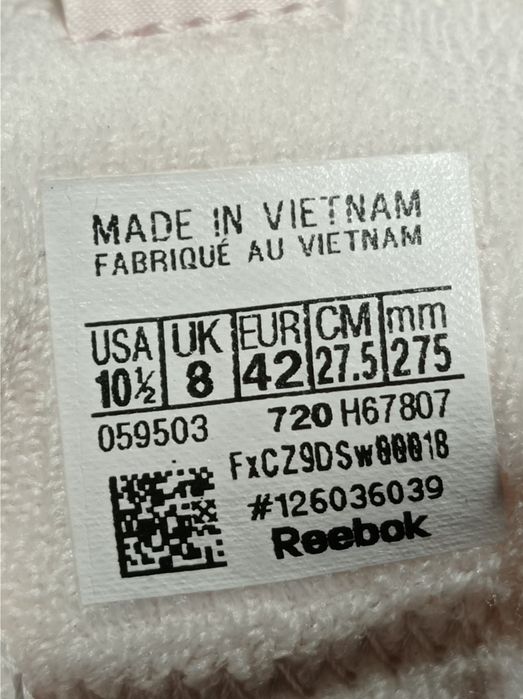 MADE IN VIETNAM
FABRIQUÉ AU VIETNAM
USA UK EUR CM mm
10½ 8 42 27.5 275
059503 720 H67807
FxCZ9DSw00018
#126036039
Reebok